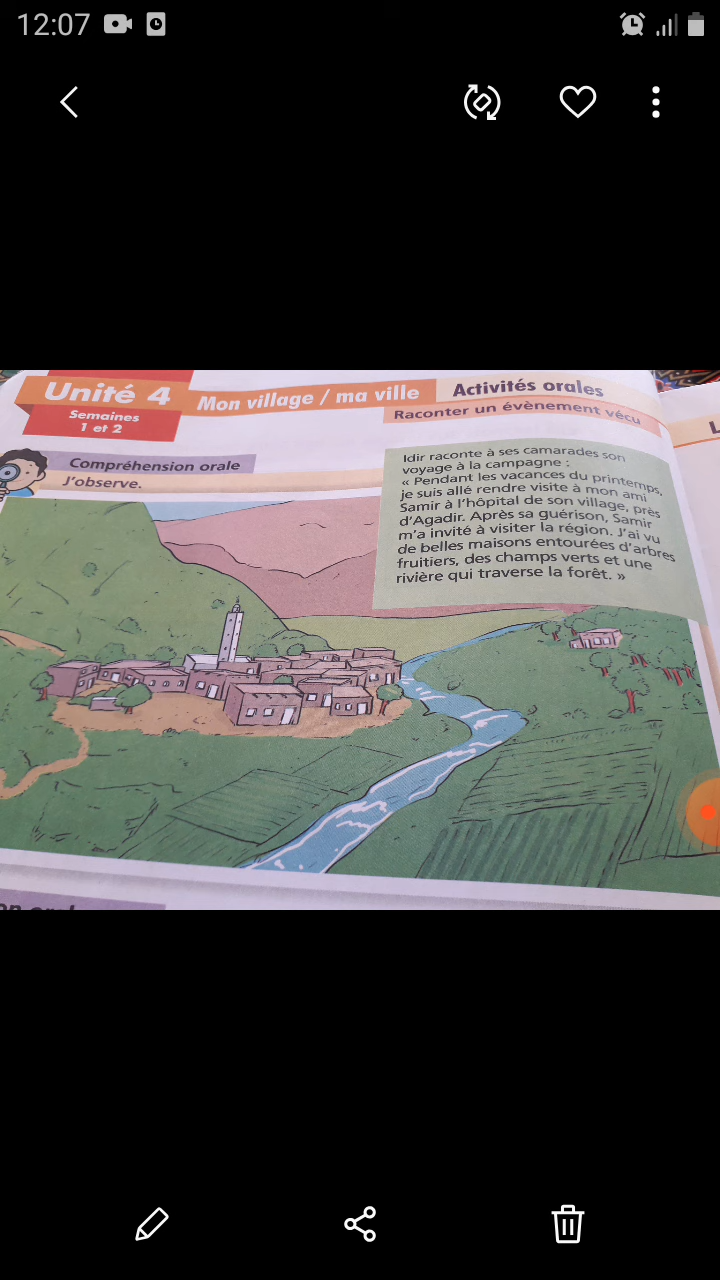 12:07
Unité 4
Mon village / ma ville
Activités orales
Semaines
1 et 2
Raconter un évènement vécu
Compréhension orale
J'observe.
Idir raconte à ses camarades son
voyage à la campagne :
« Pendant les vacances du printemps,
je suis allé rendre visite à mon ami
Samir à l'hôpital de son village, près
d'Agadir. Après sa guérison, Samir
m'a invité à visiter la région. J'ai vu
de belles maisons entourées d'arbres
fruitiers, des champs verts et une
rivière qui traverse la forêt. »